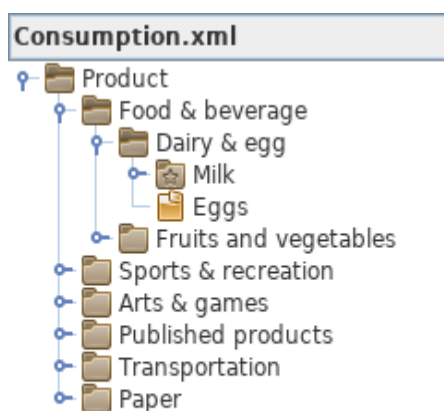 Consumption.xml
Product
Food & beverage
Dairy & egg
Milk
Eggs
Fruits and vegetables
Sports & recreation
Arts & games
Published products
Transportation
Paper